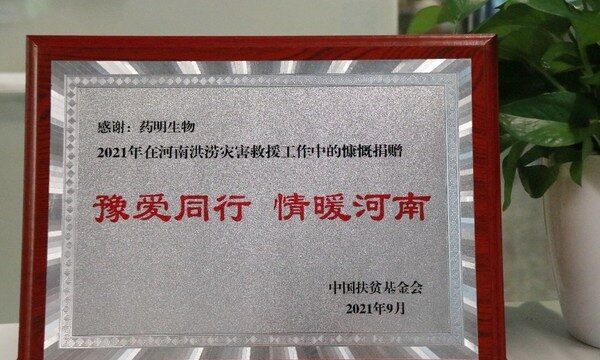 感谢：药明生物
2021年在河南洪涝灾害救援工作中的慷慨捐赠
豫爱同行 情暖河南
中国扶贫基金会
2021年9月